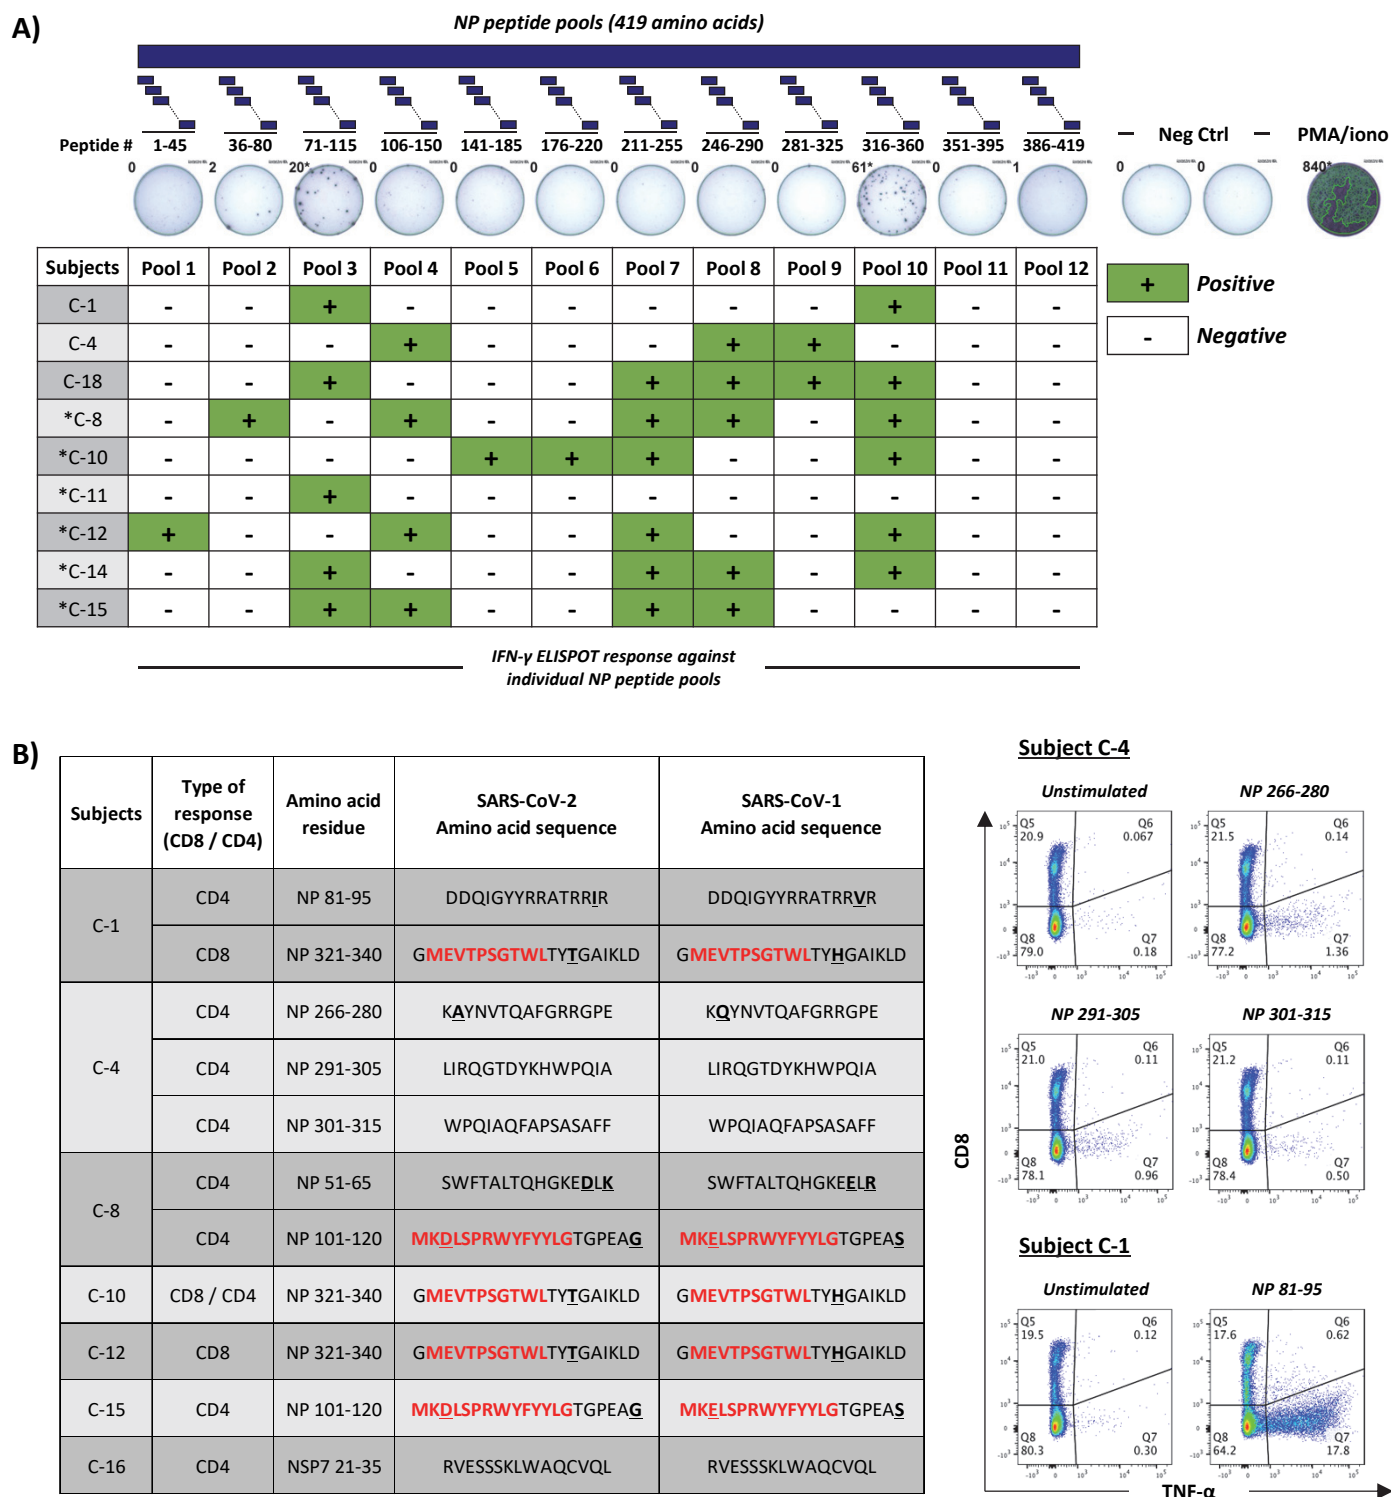 A)
NP peptide pools (419 amino acids)
Peptide # 1-45 36-80 71-115 106-150 141-185 176-220 211-255 246-290 281-325 316-360 351-395 386-419 Neg Ctrl PMA/iono
0 2 20* 0 0 0 0 0 0 61* 0 1 0 0 840*
Subjects Pool 1 Pool 2 Pool 3 Pool 4 Pool 5 Pool 6 Pool 7 Pool 8 Pool 9 Pool 10 Pool 11 Pool 12
C-1 - - + - - - - - - + - -
C-4 - - - + - - - + + - - -
C-18 - - + - - - + + + + - -
*C-8 - + - + - - + + - + - -
*C-10 - - - - + + + - - + - -
*C-11 - - + - - - - - - - - -
*C-12 + - - + - - + - - + - -
*C-14 - - + - - - + + - + - -
*C-15 - - + + - - + + - - - -
+ Positive
- Negative
IFN-γ ELISPOT response against
individual NP peptide pools
B)
Subjects Type of response (CD8 / CD4) Amino acid residue SARS-CoV-2 Amino acid sequence SARS-CoV-1 Amino acid sequence
C-1 CD4 NP 81-95 DDQIGYYRRATRRIR DDQIGYYRRATRRVR
CD8 NP 321-340 GMEVTPSGTWLTYTGAIKLD GMEVTPSGTWLTYHGAIKLD
C-4 CD4 NP 266-280 KAYNVTQAFGRRGPE KQYNVTQAFGRRGPE
CD4 NP 291-305 LIRQGTDYKHWPQIA LIRQGTDYKHWPQIA
CD4 NP 301-315 WPQIAQFAPSASAFF WPQIAQFAPSASAFF
C-8 CD4 NP 51-65 SWFTALTQHGKEDLK SWFTALTQHGKEELR
CD4 NP 101-120 MKDLSPRWYFYYLGTGPEAG MKELSPRWYFYYLGTGPEAS
C-10 CD8 / CD4 NP 321-340 GMEVTPSGTWLTYTGAIKLD GMEVTPSGTWLTYHGAIKLD
C-12 CD8 NP 321-340 GMEVTPSGTWLTYTGAIKLD GMEVTPSGTWLTYHGAIKLD
C-15 CD4 NP 101-120 MKDLSPRWYFYYLGTGPEAG MKELSPRWYFYYLGTGPEAS
C-16 CD4 NSP7 21-35 RVESSSKLWAQCVQL RVESSSKLWAQCVQL
Subject C-4
Unstimulated NP 266-280
Q5 20.9 Q6 0.067 Q8 79.0 Q7 0.18
Q5 21.5 Q6 0.14 Q8 77.2 Q7 1.36
NP 291-305 NP 301-315
Q5 21.0 Q6 0.11 Q8 78.1 Q7 0.96
Q5 21.2 Q6 0.11 Q8 78.4 Q7 0.50
Subject C-1
Unstimulated NP 81-95
Q5 19.5 Q6 0.12 Q8 80.3 Q7 0.30
Q5 17.6 Q6 0.62 Q8 64.2 Q7 17.8
CD8
TNF-α